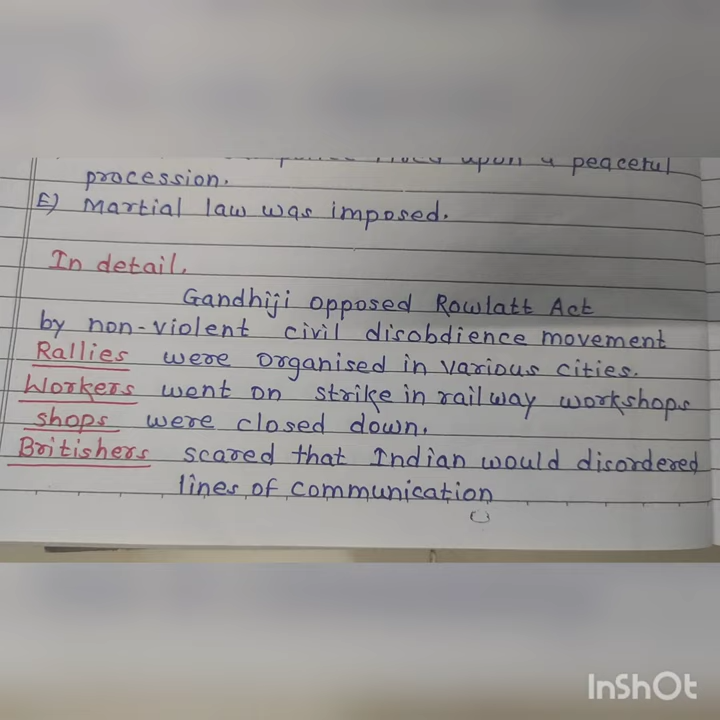 upon a peaceful
procession.
E) Martial law was imposed.
In detail,
Gandhiji opposed Rowlatt Act
by non-violent civil disobdience movement
Rallies were organised in various cities.
Workers went on strike in railway workshops
shops were closed down.
Britishers scared that Indian would disordered
lines of communication
InShOt